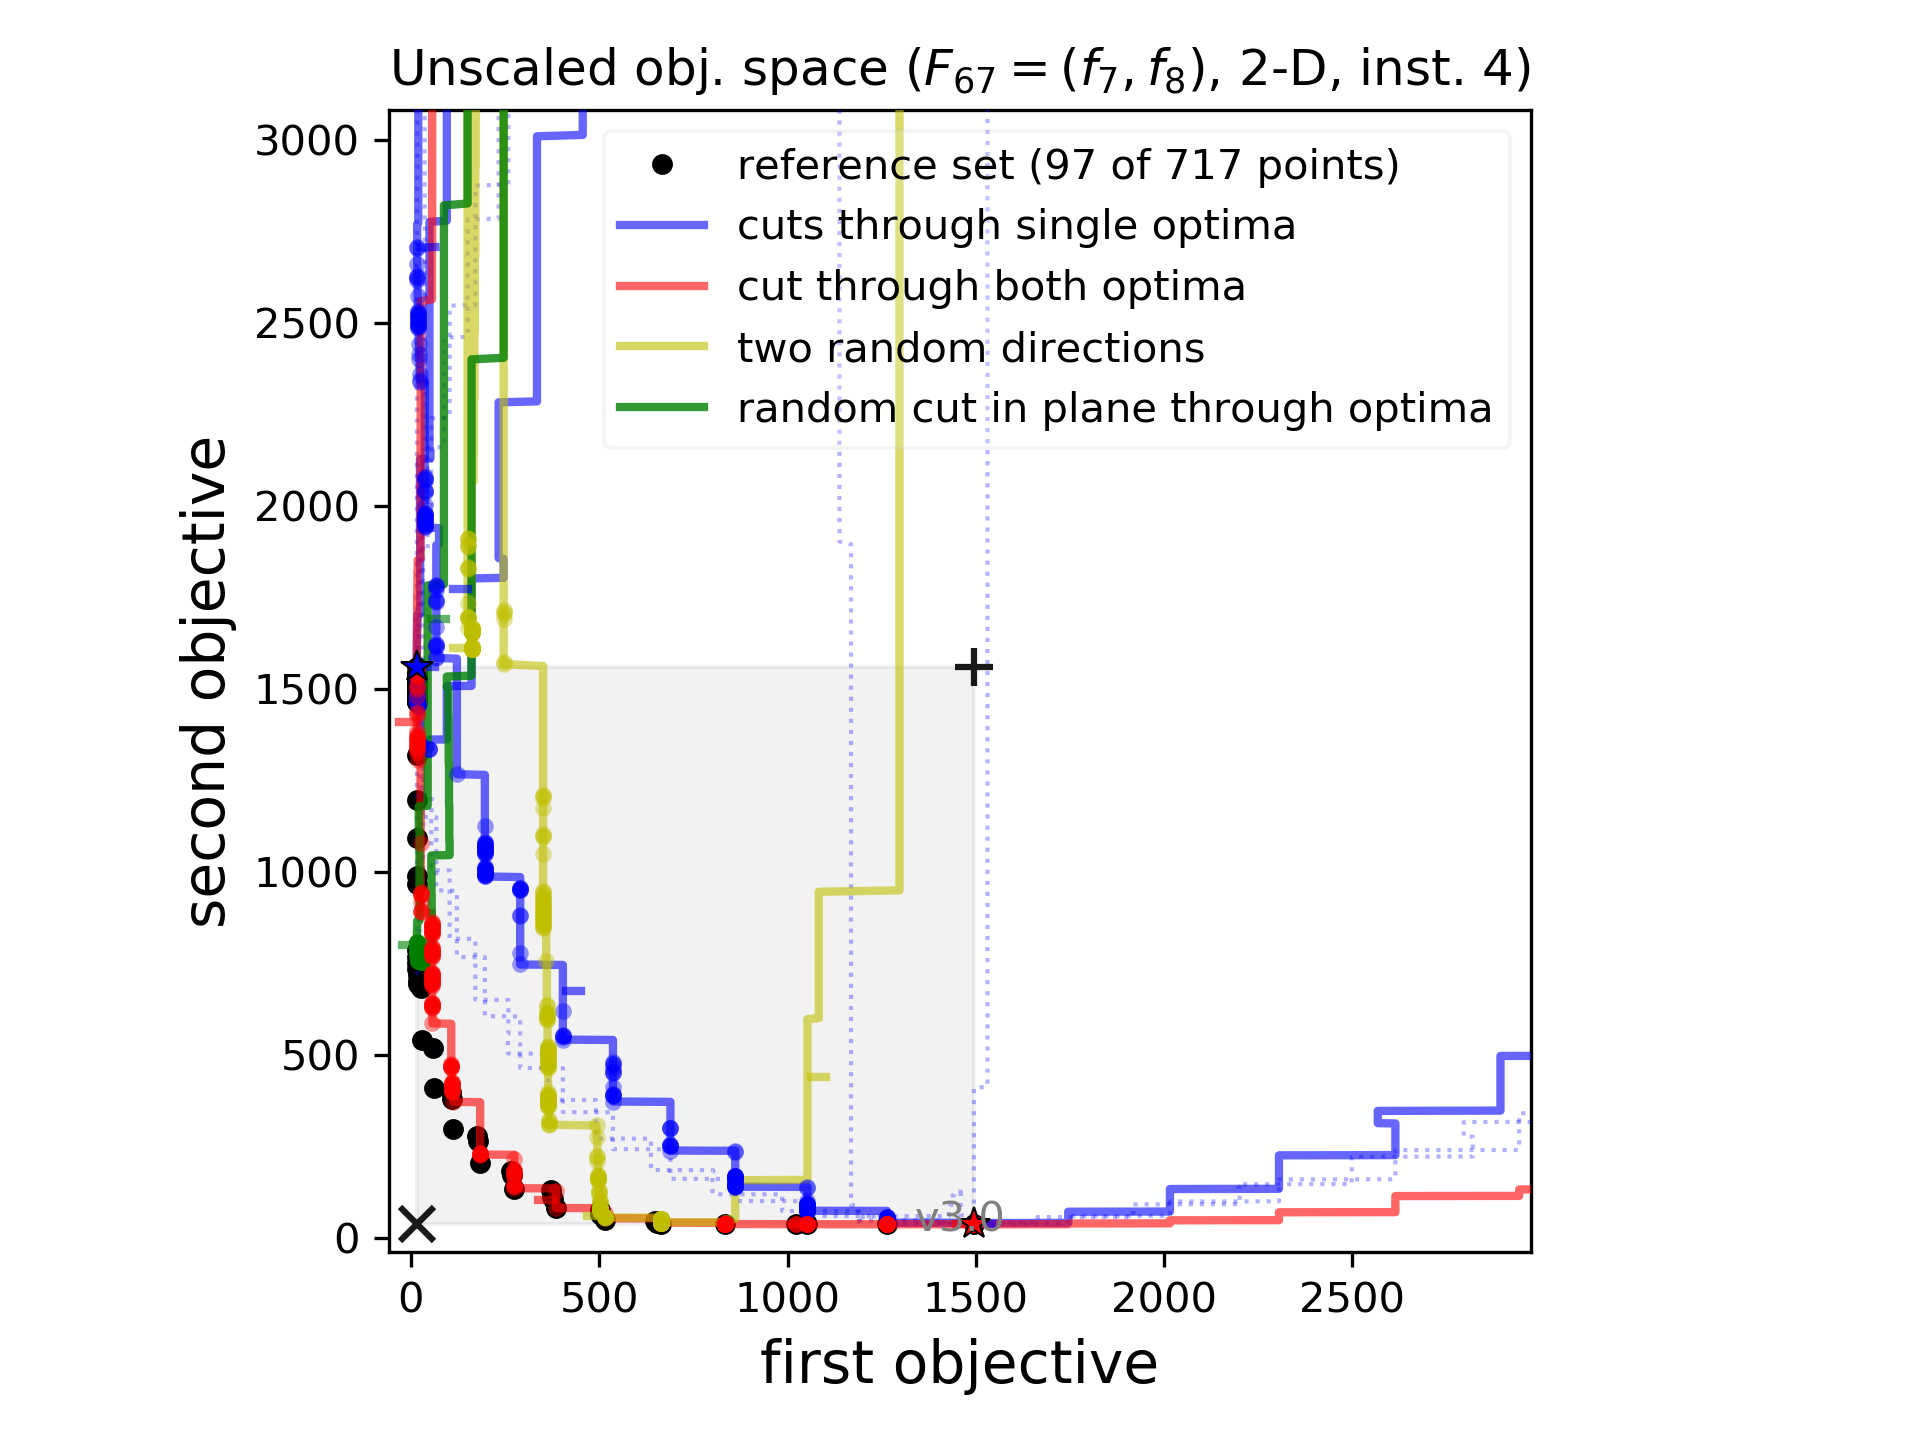 Unscaled obj. space (F67 = (f7, f8), 2-D, inst. 4)
3000
2500
2000
1500
1000
500
0
second objective
reference set (97 of 717 points)
cuts through single optima
cut through both optima
two random directions
random cut in plane through optima
v3.0
0 500 1000 1500 2000 2500
first objective